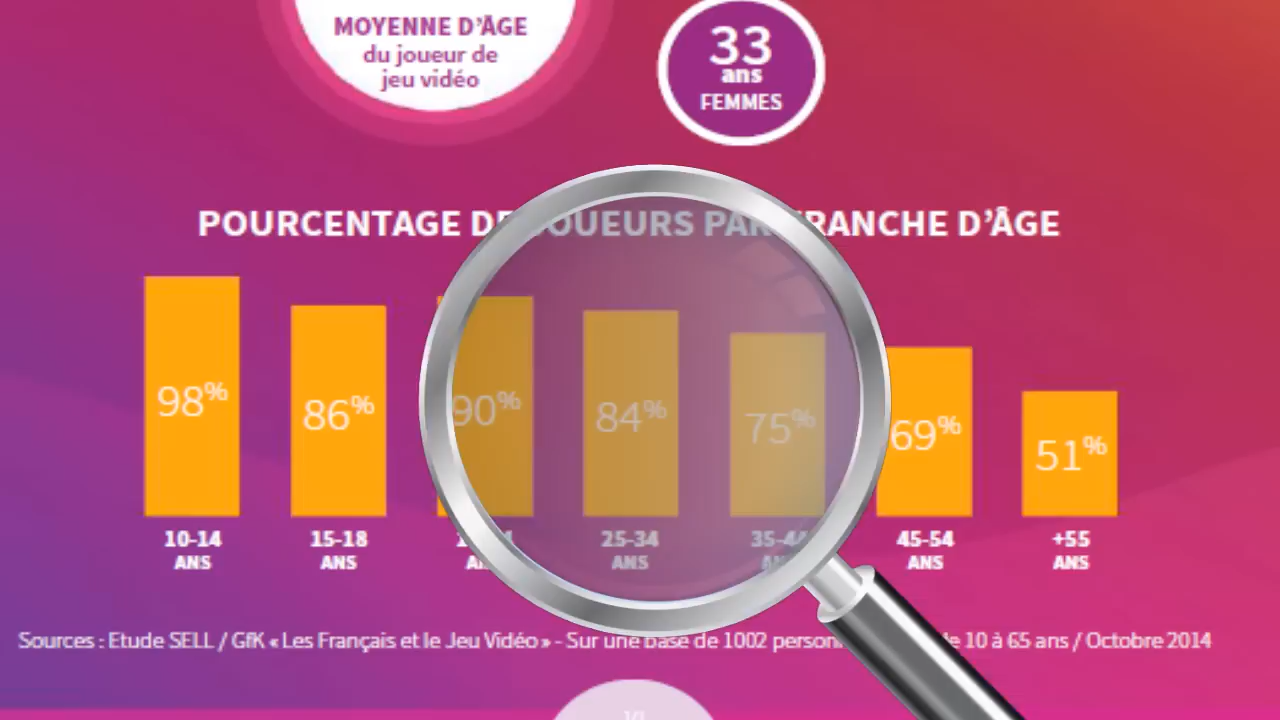 MOYENNE D'ÂGE
du joueur de
jeu vidéo
33
ans
FEMMES
POURCENTAGE DE JOUEURS PAR TRANCHE D'ÂGE
98%
86%
90%
84%
75%
69%
51%
10-14
ANS
15-18
ANS
25-34
ANS
35-44
45-54
ANS
+55
ANS
Sources : Etude SELL / GfK « Les Français et le Jeu Vidéo » - Sur une base de 1002 de 10 à 65 ans / Octobre 2014